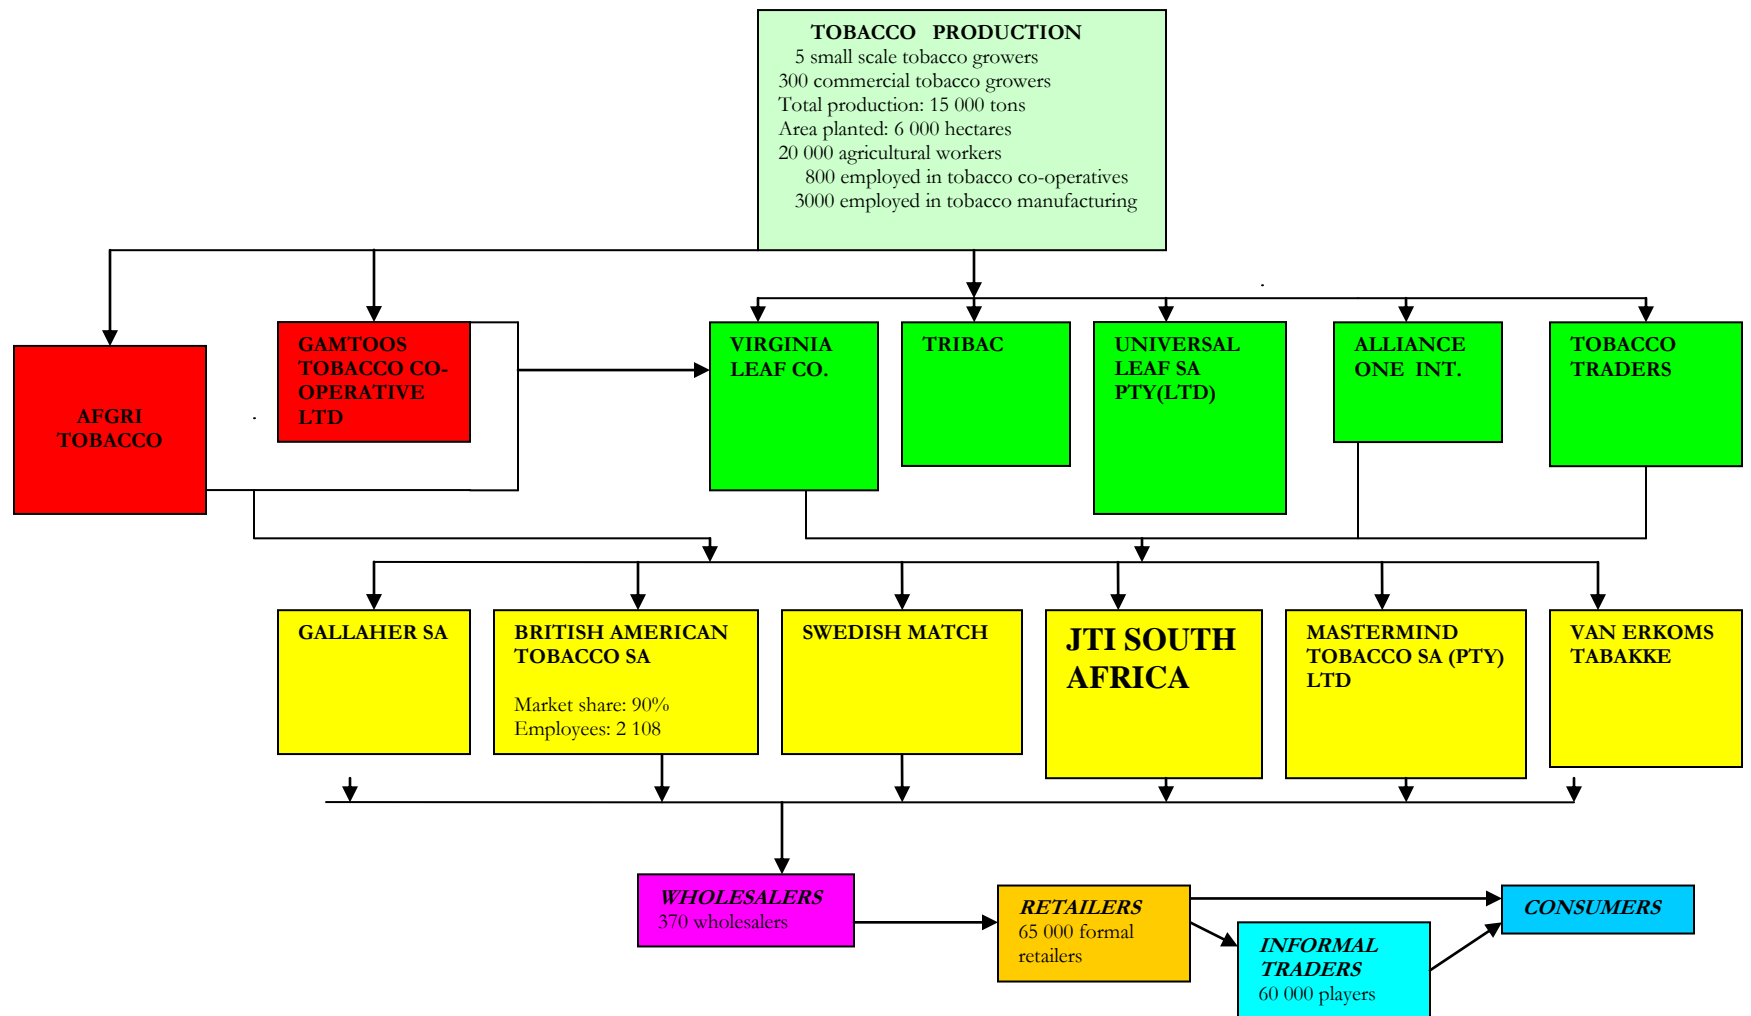 TOBACCO PRODUCTION
5 small scale tobacco growers
300 commercial tobacco growers
Total production: 15 000 tons
Area planted: 6 000 hectares
20 000 agricultural workers
800 employed in tobacco co-operatives
3000 employed in tobacco manufacturing
AFGRI
TOBACCO
GAMTOOS
TOBACCO CO-
OPERATIVE
LTD
VIRGINIA
LEAF CO.
TRIBAC
UNIVERSAL
LEAF SA
PTY(LTD)
ALLIANCE
ONE INT.
TOBACCO
TRADERS
GALLAHER SA
BRITISH AMERICAN
TOBACCO SA
Market share: 90%
Employees: 2 108
SWEDISH MATCH
JTI SOUTH
AFRICA
MASTERMIND
TOBACCO SA (PTY)
LTD
VAN ERKOMS
TABAKKE
WHOLESALERS
370 wholesalers
RETAILERS
65 000 formal
retailers
INFORMAL
TRADERS
60 000 players
CONSUMERS